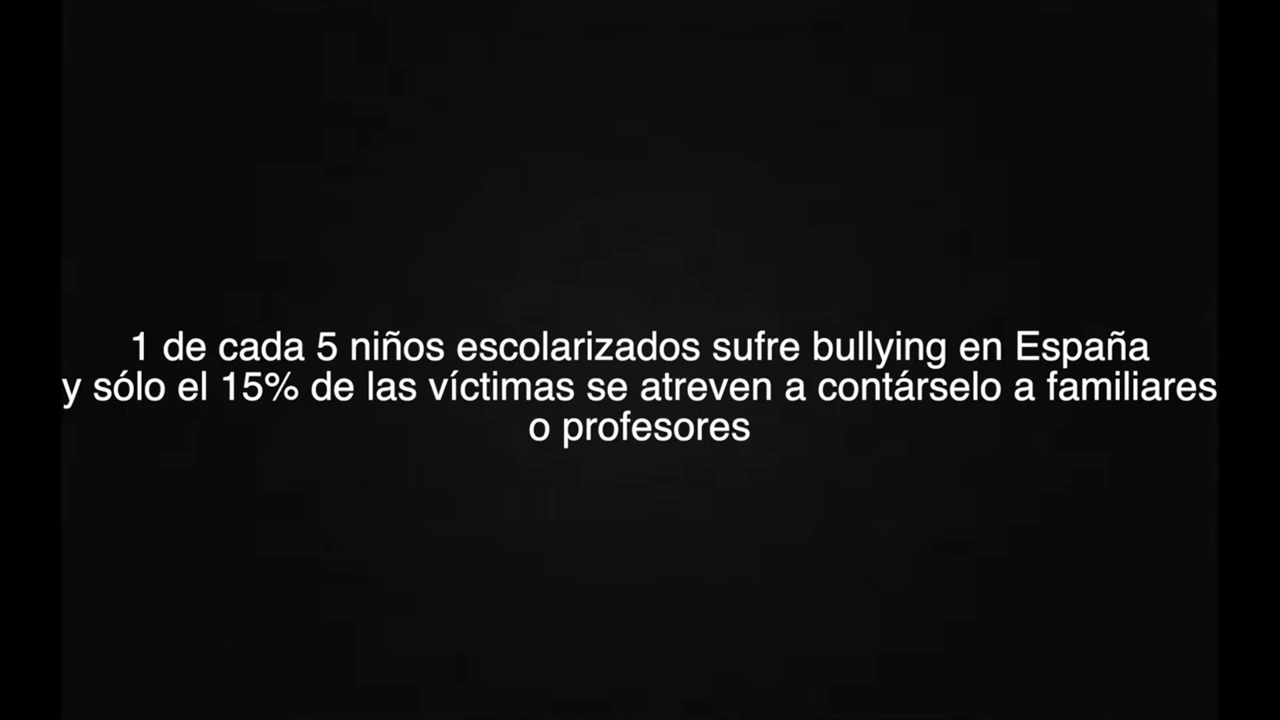 1 de cada 5 niños escolarizados sufre bullying en España
y sólo el 15% de las víctimas se atreven a contárselo a familiares
o profesores